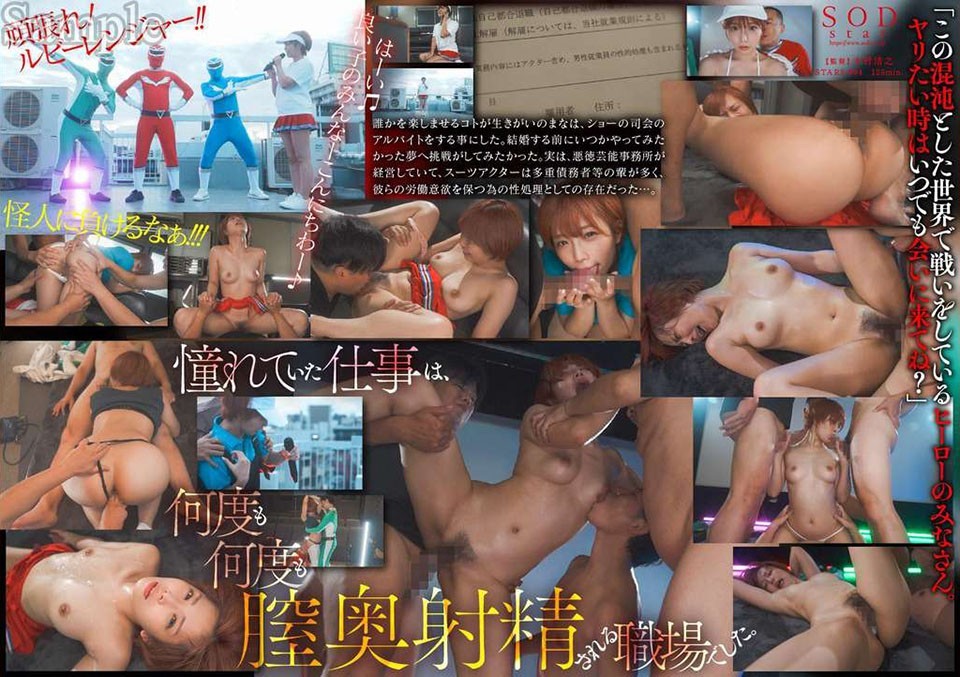 Sample
頑張れ!
ルビーレンジャー!!
はーい♫
良い子のみんなーこんにちわー♪
怪人に負けるなぁ!!!
誰かを楽しませるコトが生きがいのまなは、ショーの司会の
アルバイトをする事にした。結婚する前にいつかやってみた
かった夢へ挑戦がしてみたかった。実は、悪徳芸能事務所が
経営していて、スーツアクターは多重債務者等の輩が多く、
彼らの労働意欲を保つ為の性処理としての存在だった…。
SOD
star
125min.
「この混沌とした世界で戦いをしているヒーローのみなさん。
ヤリたい時はいつでも会いに来てね?」
憧れていた仕事は、
何度も
何度も
膣奥射精される職場でした。